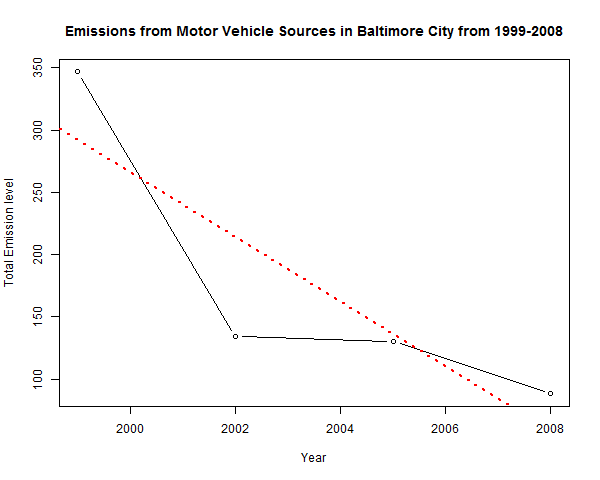 Emissions from Motor Vehicle Sources in Baltimore City from 1999-2008
Total Emission level
350
300
250
200
150
100
2000 2002 2004 2006 2008
Year